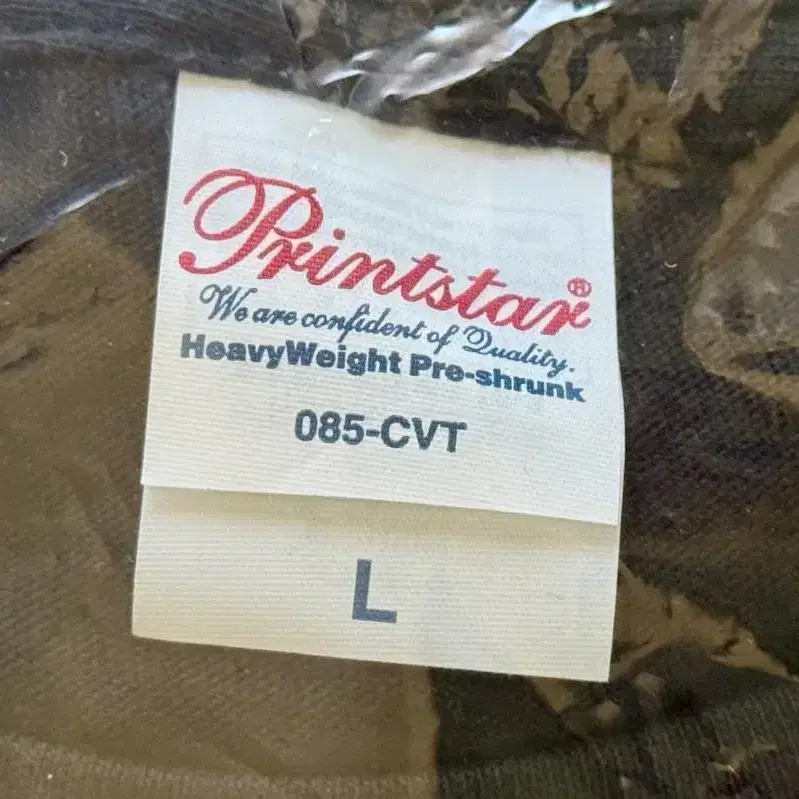 Printstar®
We are confident of Quality.
HeavyWeight Pre-shrunk
085-CVT
L